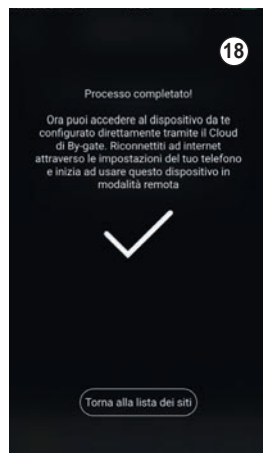 18
Processo completato!
Ora puoi accedere al dispositivo da te
configurato direttamente tramite il Cloud
di By-gate. Riconnettiti ad internet
attraverso le impostazioni del tuo telefono
e inizia ad usare questo dispositivo in
modalità remota
Torna alla lista dei siti